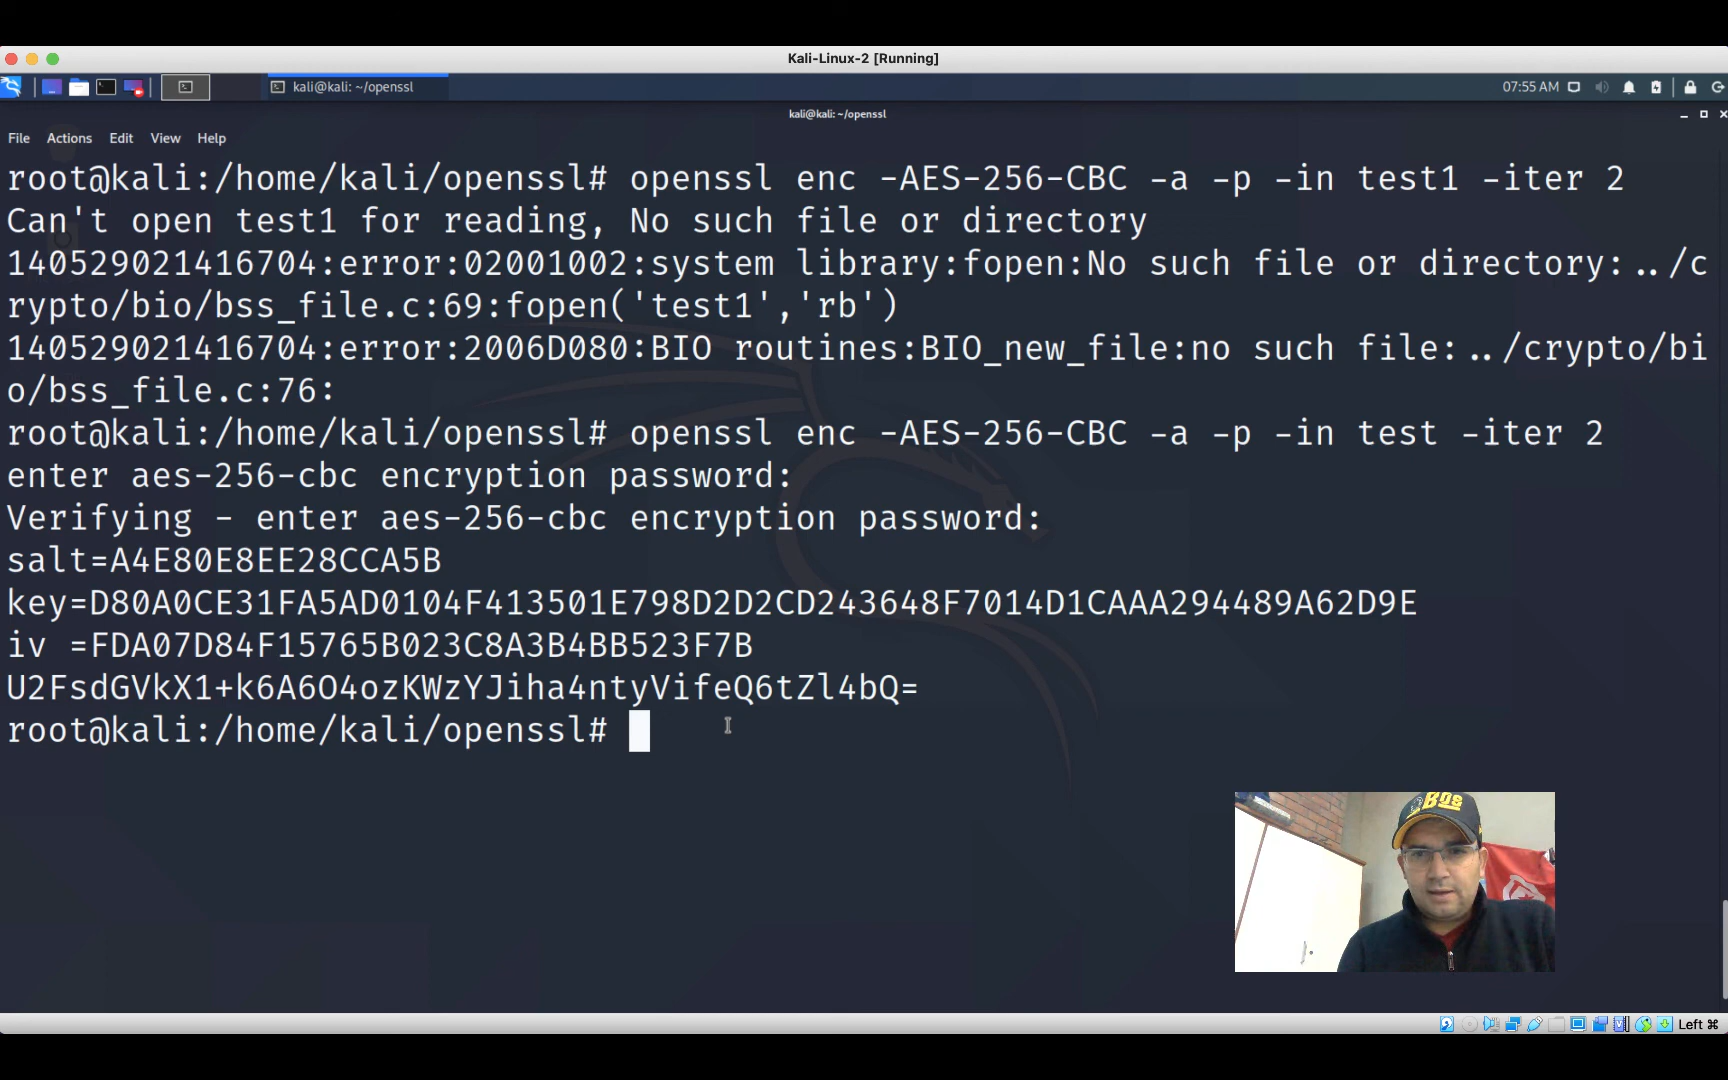 Kali-Linux-2 [Running]
kali@kali: ~/openssl
07:55 AM
kali@kali: ~/openssl
File Actions Edit View Help
root@kali:/home/kali/openssl# openssl enc -AES-256-CBC -a -p -in test1 -iter 2
Can't open test1 for reading, No such file or directory
140529021416704:error:02001002:system library:fopen:No such file or directory:../c
rypto/bio/bss_file.c:69:fopen('test1','rb')
140529021416704:error:2006D080:BIO routines:BIO_new_file:no such file:../crypto/bi
o/bss_file.c:76:
root@kali:/home/kali/openssl# openssl enc -AES-256-CBC -a -p -in test -iter 2
enter aes-256-cbc encryption password:
Verifying - enter aes-256-cbc encryption password:
salt=A4E80E8EE28CCA5B
key=D80A0CE31FA5AD0104F413501E798D2D2CD243648F7014D1CAAA294489A62D9E
iv =FDA07D84F15765B023C8A3B4BB523F7B
U2FsdGVkX1+k6A6O4ozKWzYJiha4ntyVifeQ6tZl4bQ=
root@kali:/home/kali/openssl#
BOS
Left ⌘